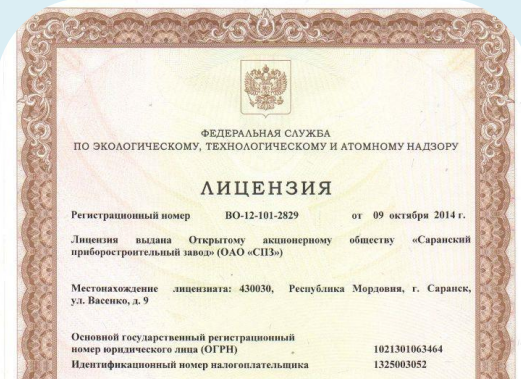 ФЕДЕРАЛЬНАЯ СЛУЖБА
ПО ЭКОЛОГИЧЕСКОМУ, ТЕХНОЛОГИЧЕСКОМУ И АТОМНОМУ НАДЗОРУ
ЛИЦЕНЗИЯ
Регистрационный номер ВО-12-101-2829 от 09 октября 2014 г.
Лицензия выдана Открытому акционерному обществу «Саранский
приборостроительный завод» (ОАО «СПЗ»)
Местонахождение лицензиата: 430030, Республика Мордовия, г. Саранск,
ул. Васенко, д. 9
Основной государственный регистрационный
номер юридического лица (ОГРН) 1021301063464
Идентификационный номер налогоплательщика 1325003052